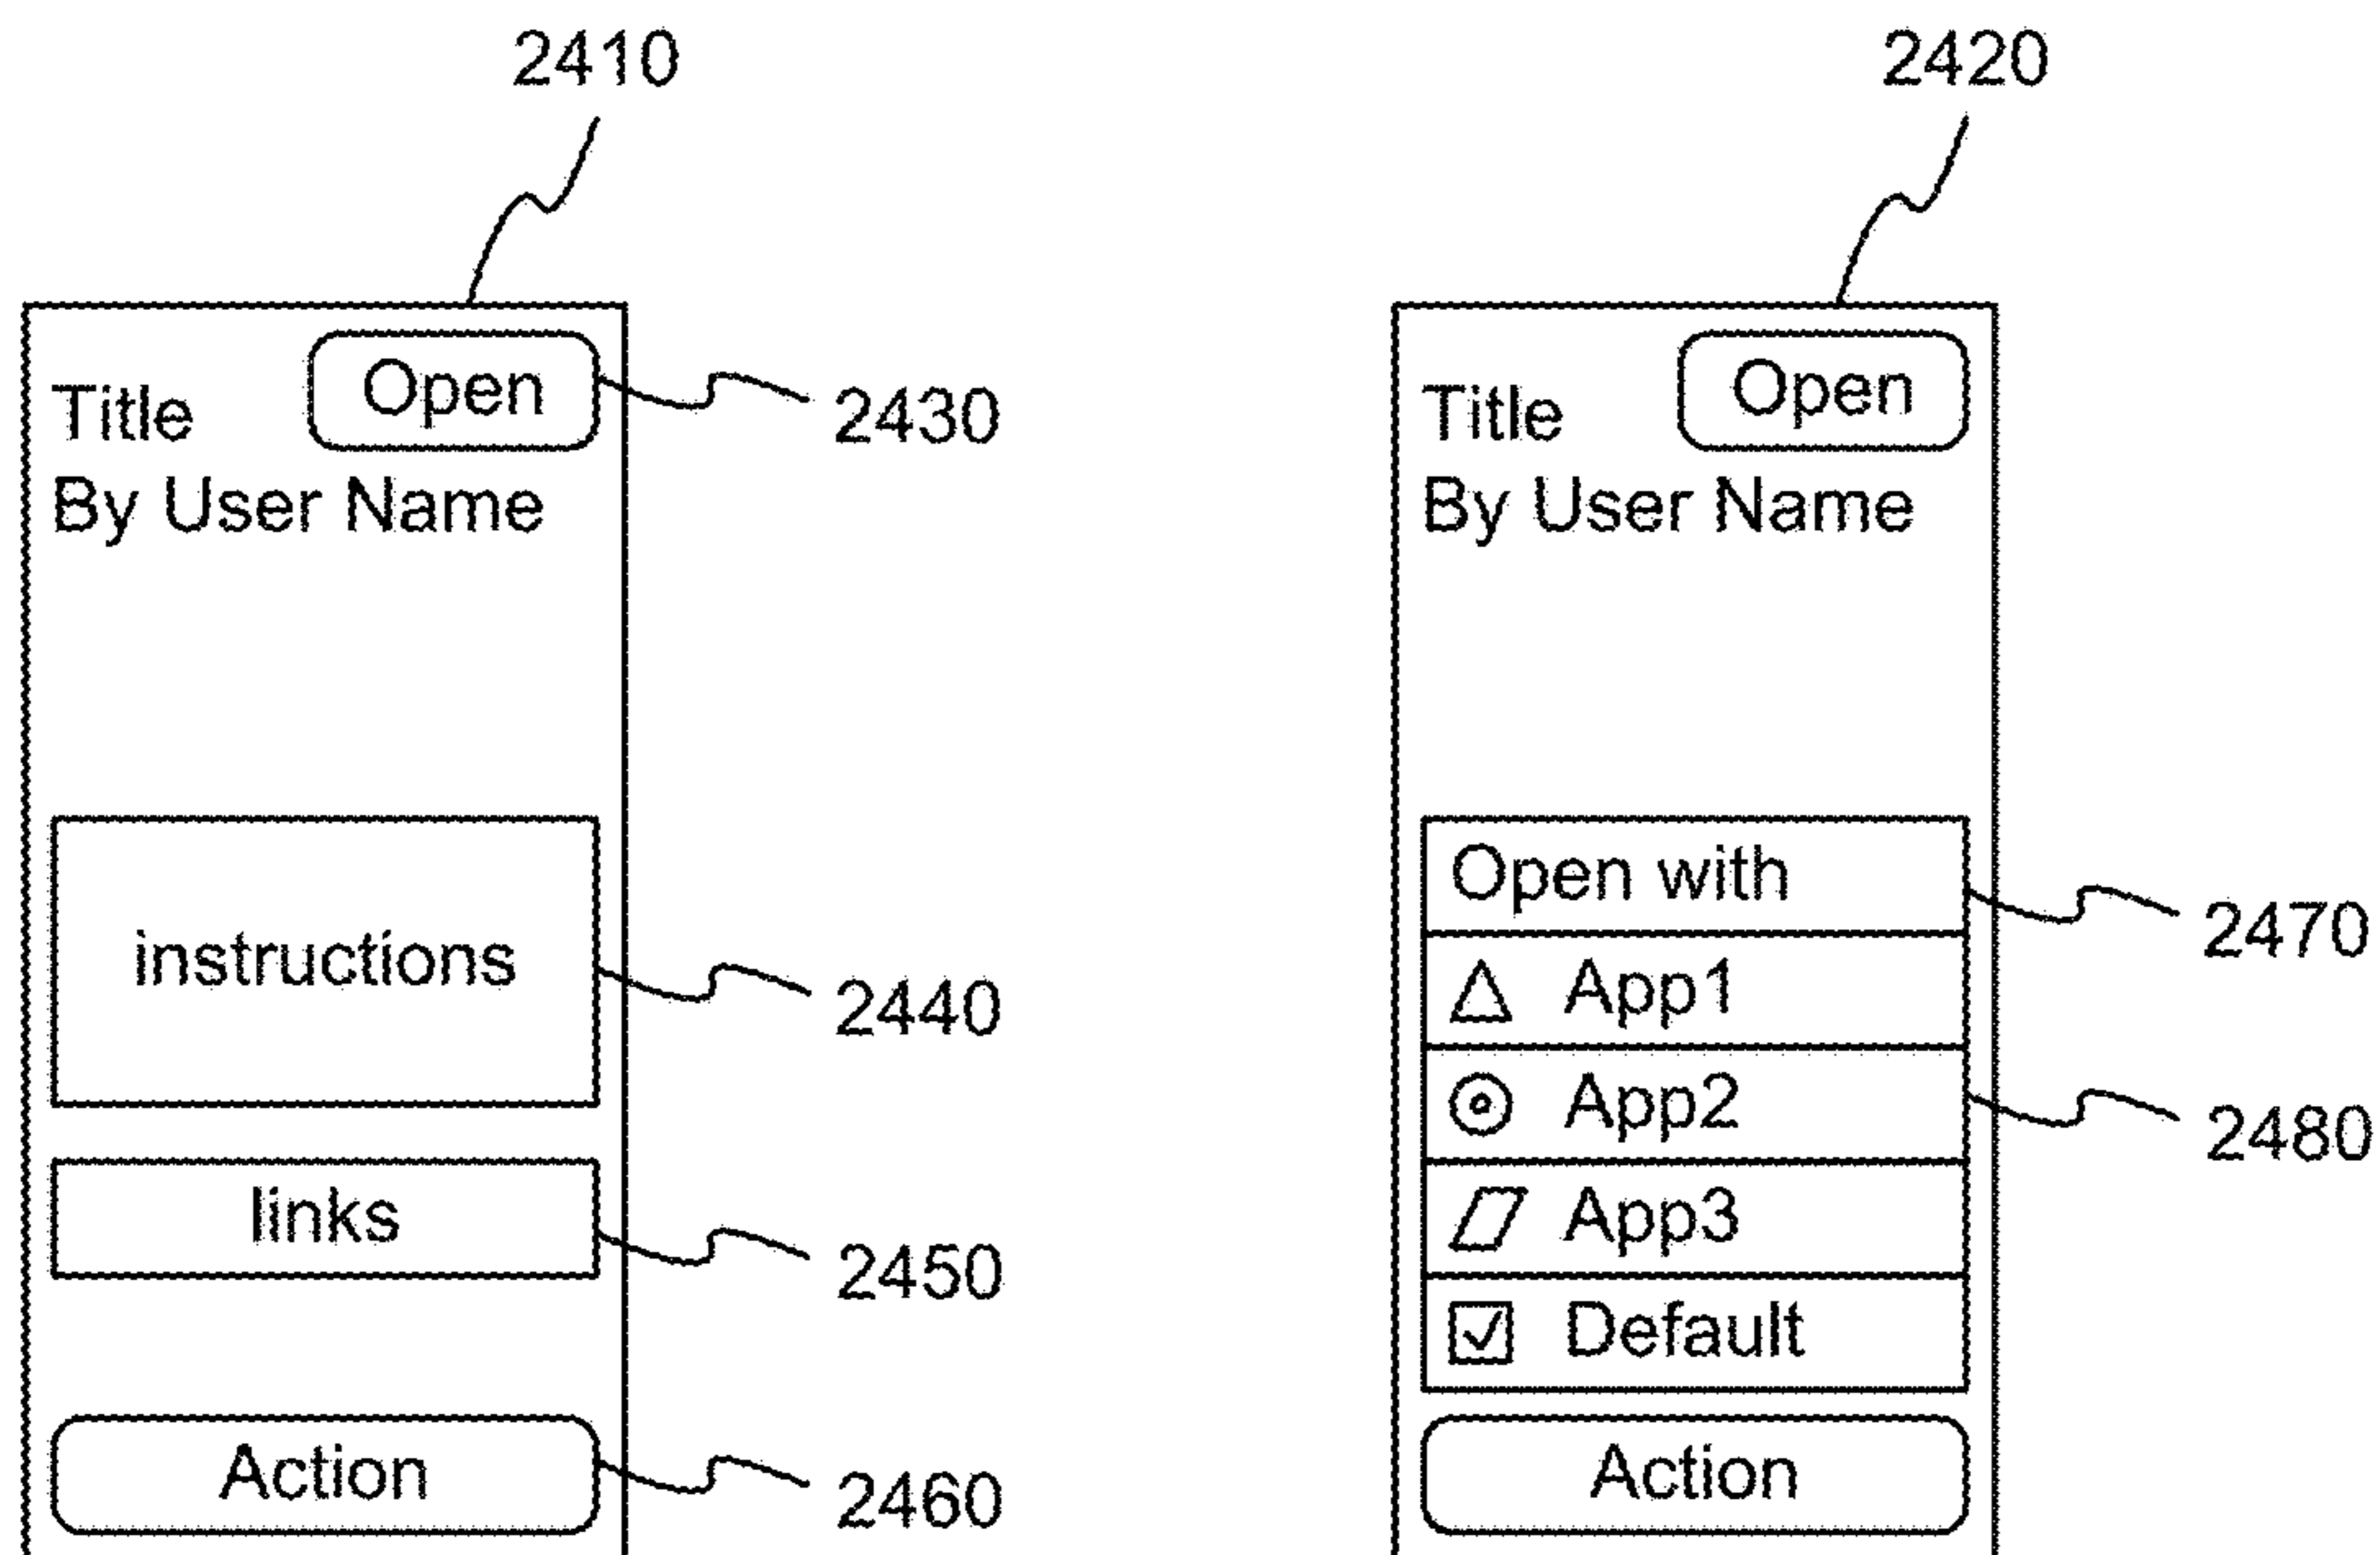 2410
2420
Title
Open
2430
By User Name
instructions
2440
links
2450
Action
2460
Title
Open
By User Name
Open with
2470
App1
App2
2480
App3
Default
Action